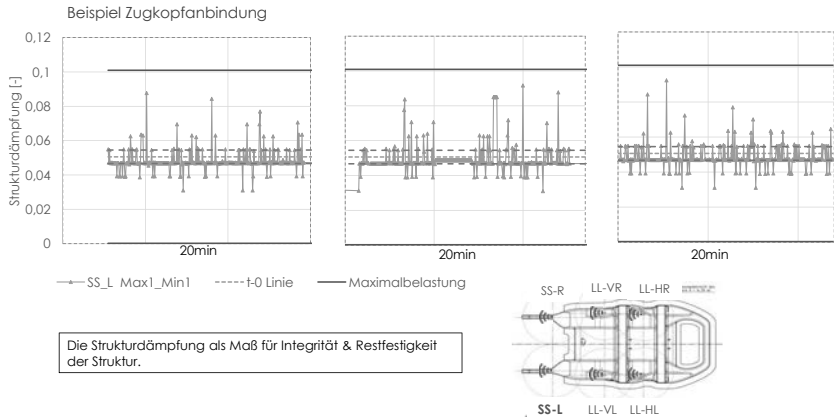 Beispiel Zugkopfanbindung
0,12
0,1
0,08
0,06
0,04
0,02
0
Strukturdämpfung [-]
20min
20min
20min
SS_L Max1_Min1
t-0 Linie
Maximalbelastung
Die Strukturdämpfung als Maß für Integrität & Restfestigkeit
der Struktur.
SS-R
LL-VR
LL-HR
SS-L
LL-VL
LL-HL